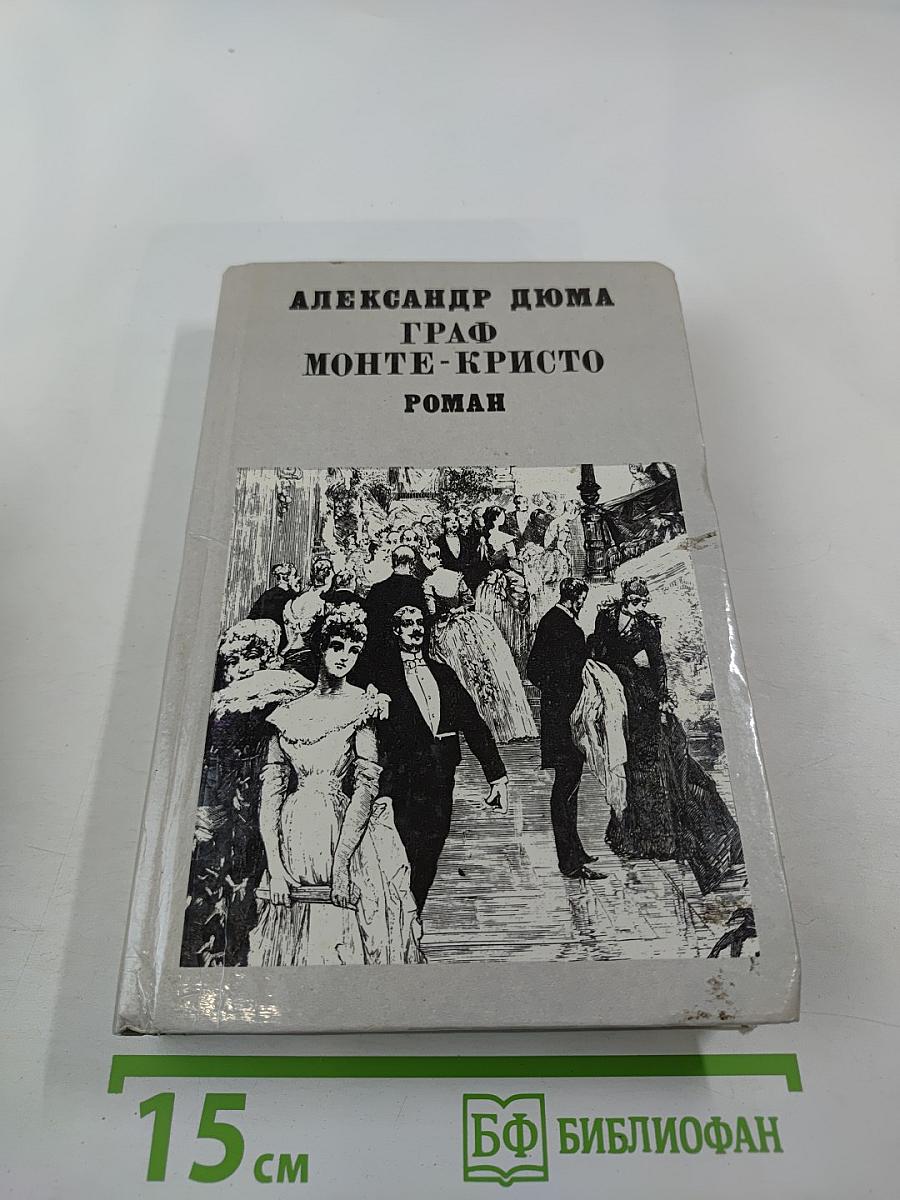 АЛЕКСАНДР ДЮМА
ГРАФ
МОНТЕ-КРИСТО
РОМАН
15 см
БФ БИБЛИОФАН